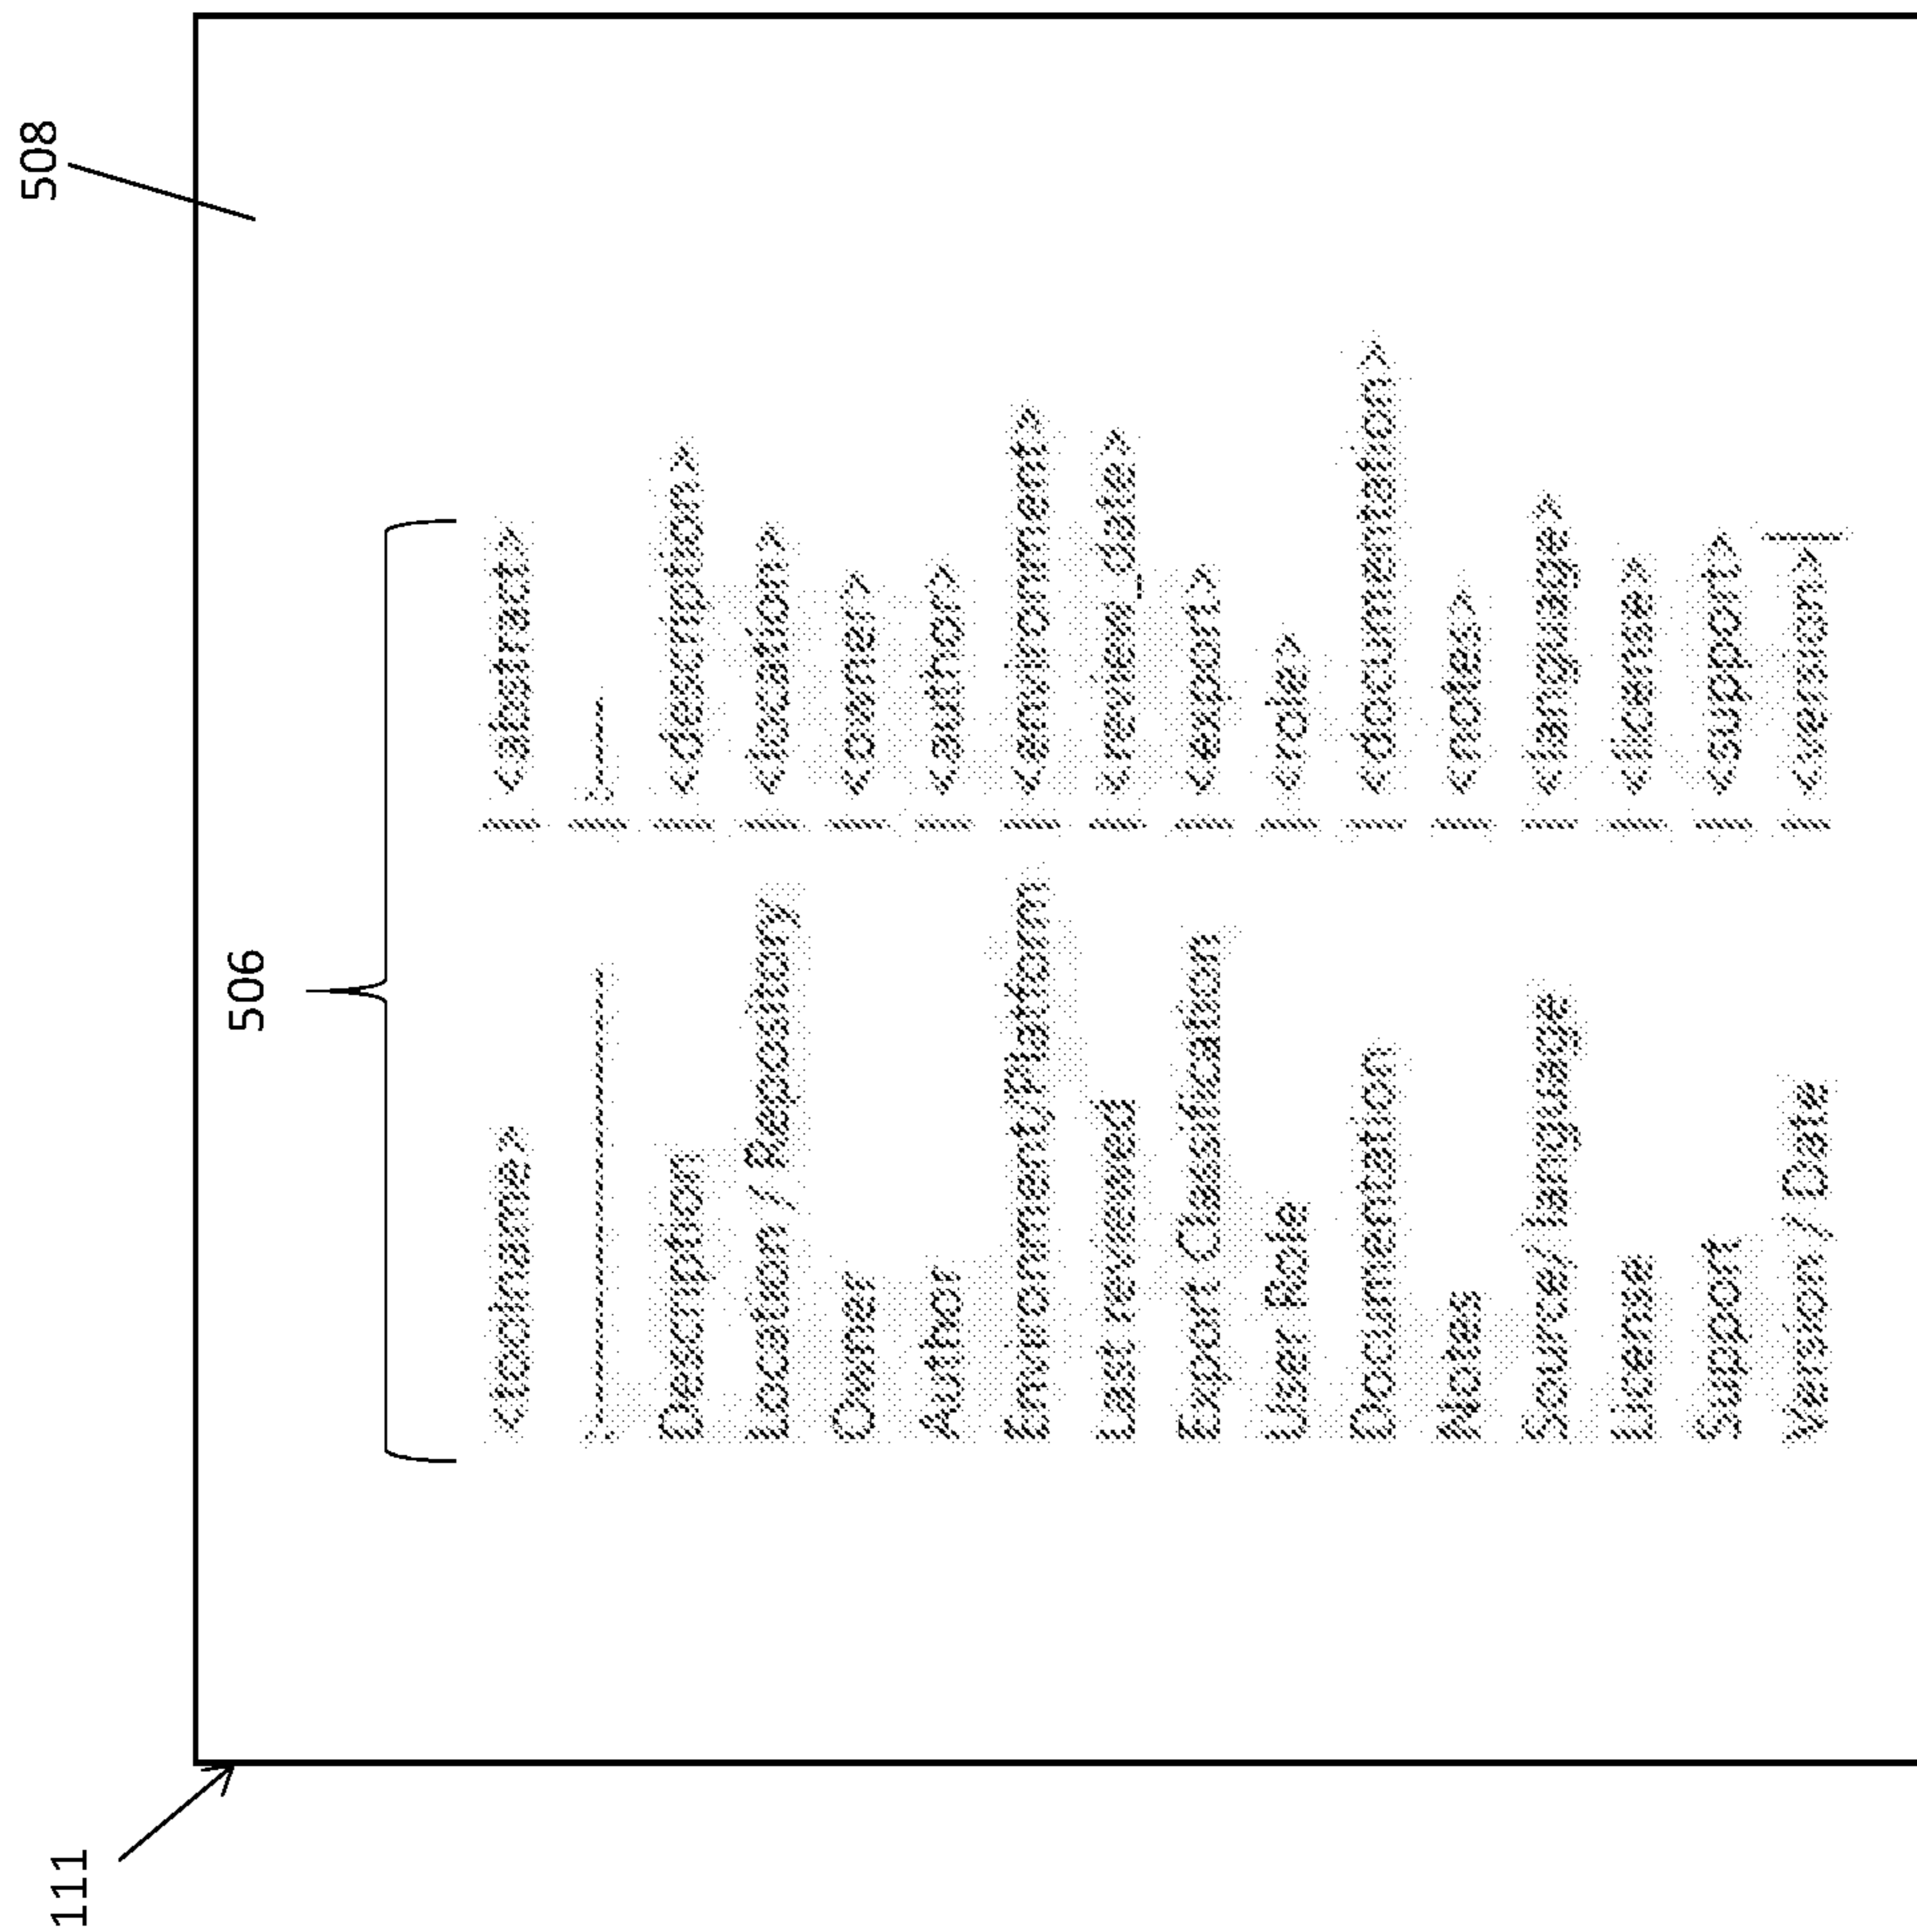 111
508
506
<toolname> | <abstract>
:--------------- | :----
Description | <description>
Location / Repository | <location>
Owner | <owner>
Author | <author>
Environment/Platform | <environment>
Last reviewed | <review_date>
Export Classification | <export>
User Role | <role>
Documentation | <documentation>
Notes | <notes>
Source/ language | <language>
License | <license>
Support | <support>
Version / Date | <version>|